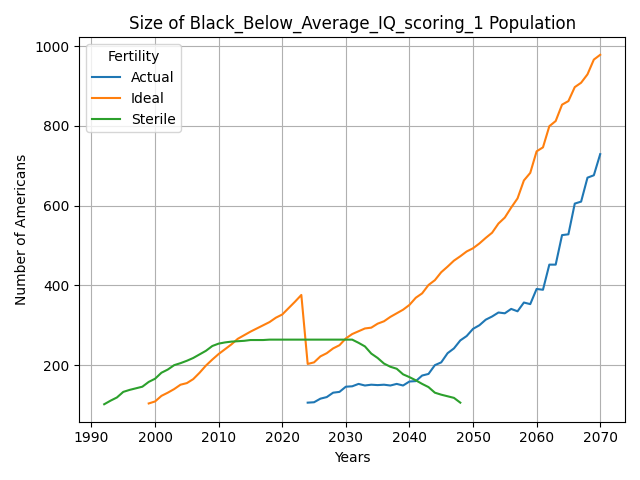 Size of Black_Below_Average_IQ_scoring_1 Population
Fertility
Actual
Ideal
Sterile
1000
800
600
400
200
Number of Americans
1990 2000 2010 2020 2030 2040 2050 2060 2070
Years